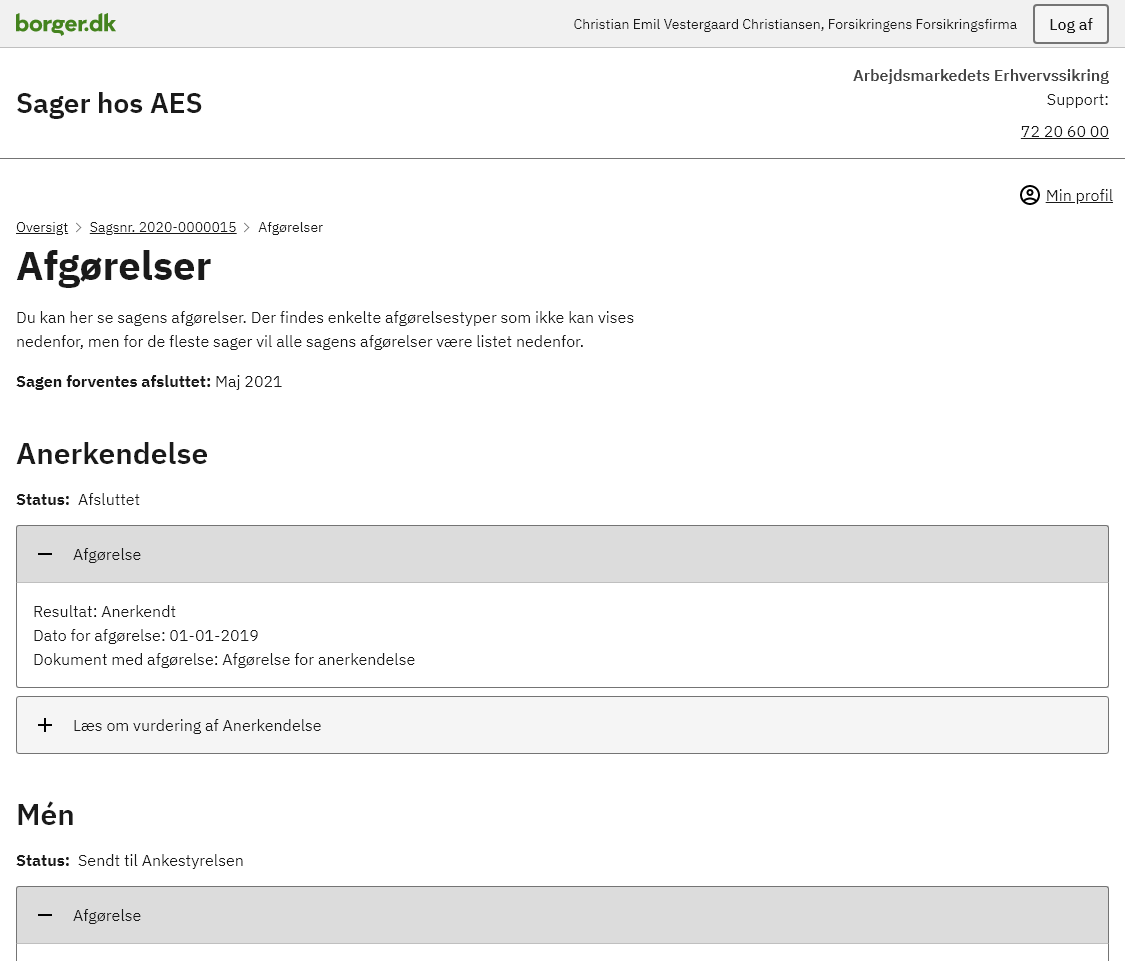 borger.dk
Christian Emil Vestergaard Christiansen, Forsikringens Forsikringsfirma
Log af
Sager hos AES
Arbejdsmarkedets Erhvervssikring
Support:
72 20 60 00
Min profil
Oversigt > Sagsnr. 2020-0000015 > Afgørelser
Afgørelser
Du kan her se sagens afgørelser. Der findes enkelte afgørelsestyper som ikke kan vises
nedenfor, men for de fleste sager vil alle sagens afgørelser være listet nedenfor.
Sagen forventes afsluttet: Maj 2021
Anerkendelse
Status: Afsluttet
Afgørelse
Resultat: Anerkendt
Dato for afgørelse: 01-01-2019
Dokument med afgørelse: Afgørelse for anerkendelse
Læs om vurdering af Anerkendelse
Mén
Status: Sendt til Ankestyrelsen
Afgørelse